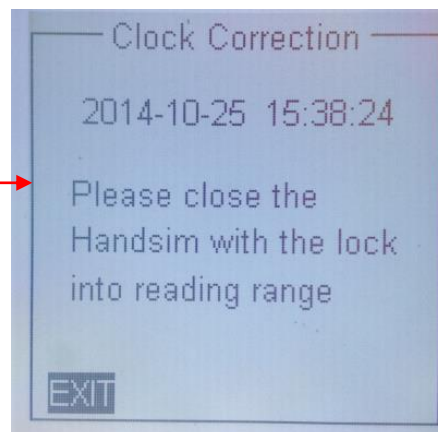 Clock Correction
2014-10-25 15:38:24
Please close the
Handsim with the lock
into reading range
EXIT